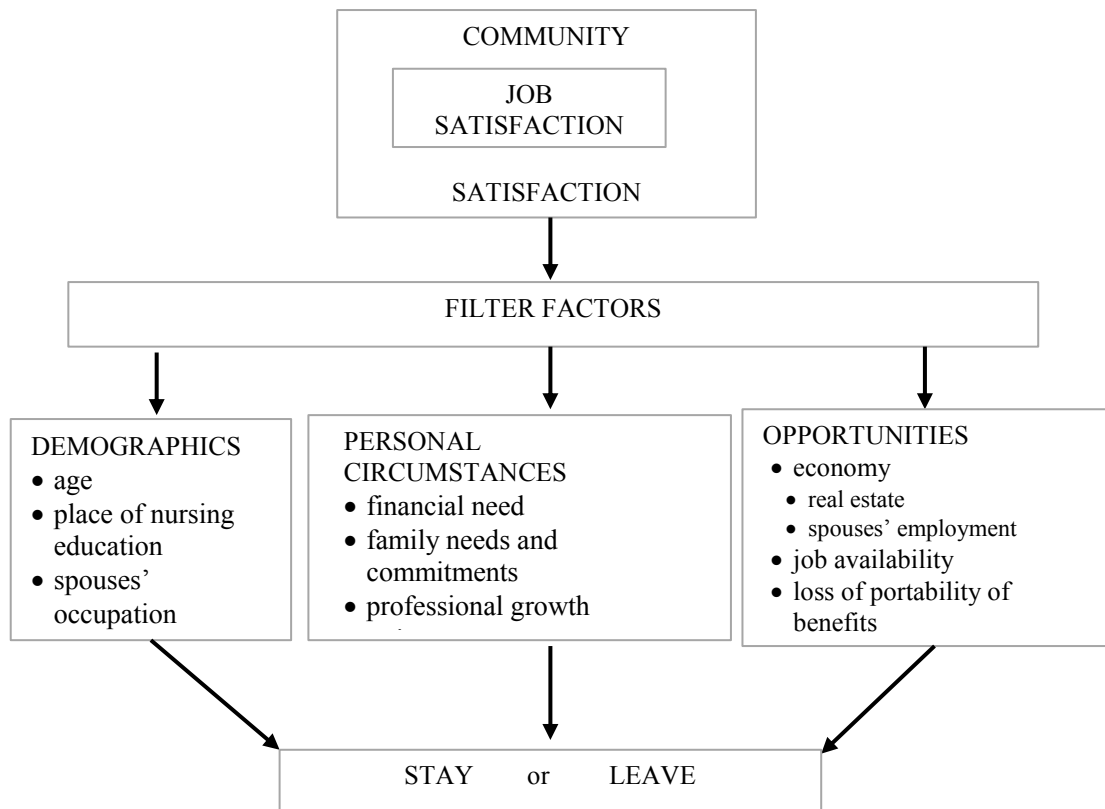 COMMUNITY
JOB
SATISFACTION
SATISFACTION
FILTER FACTORS
DEMOGRAPHICS
• age
• place of nursing
education
• spouses’
occupation
PERSONAL
CIRCUMSTANCES
• financial need
• family needs and
commitments
• professional growth
OPPORTUNITIES
• economy
• real estate
• spouses’ employment
• job availability
• loss of portability of
benefits
STAY or LEAVE